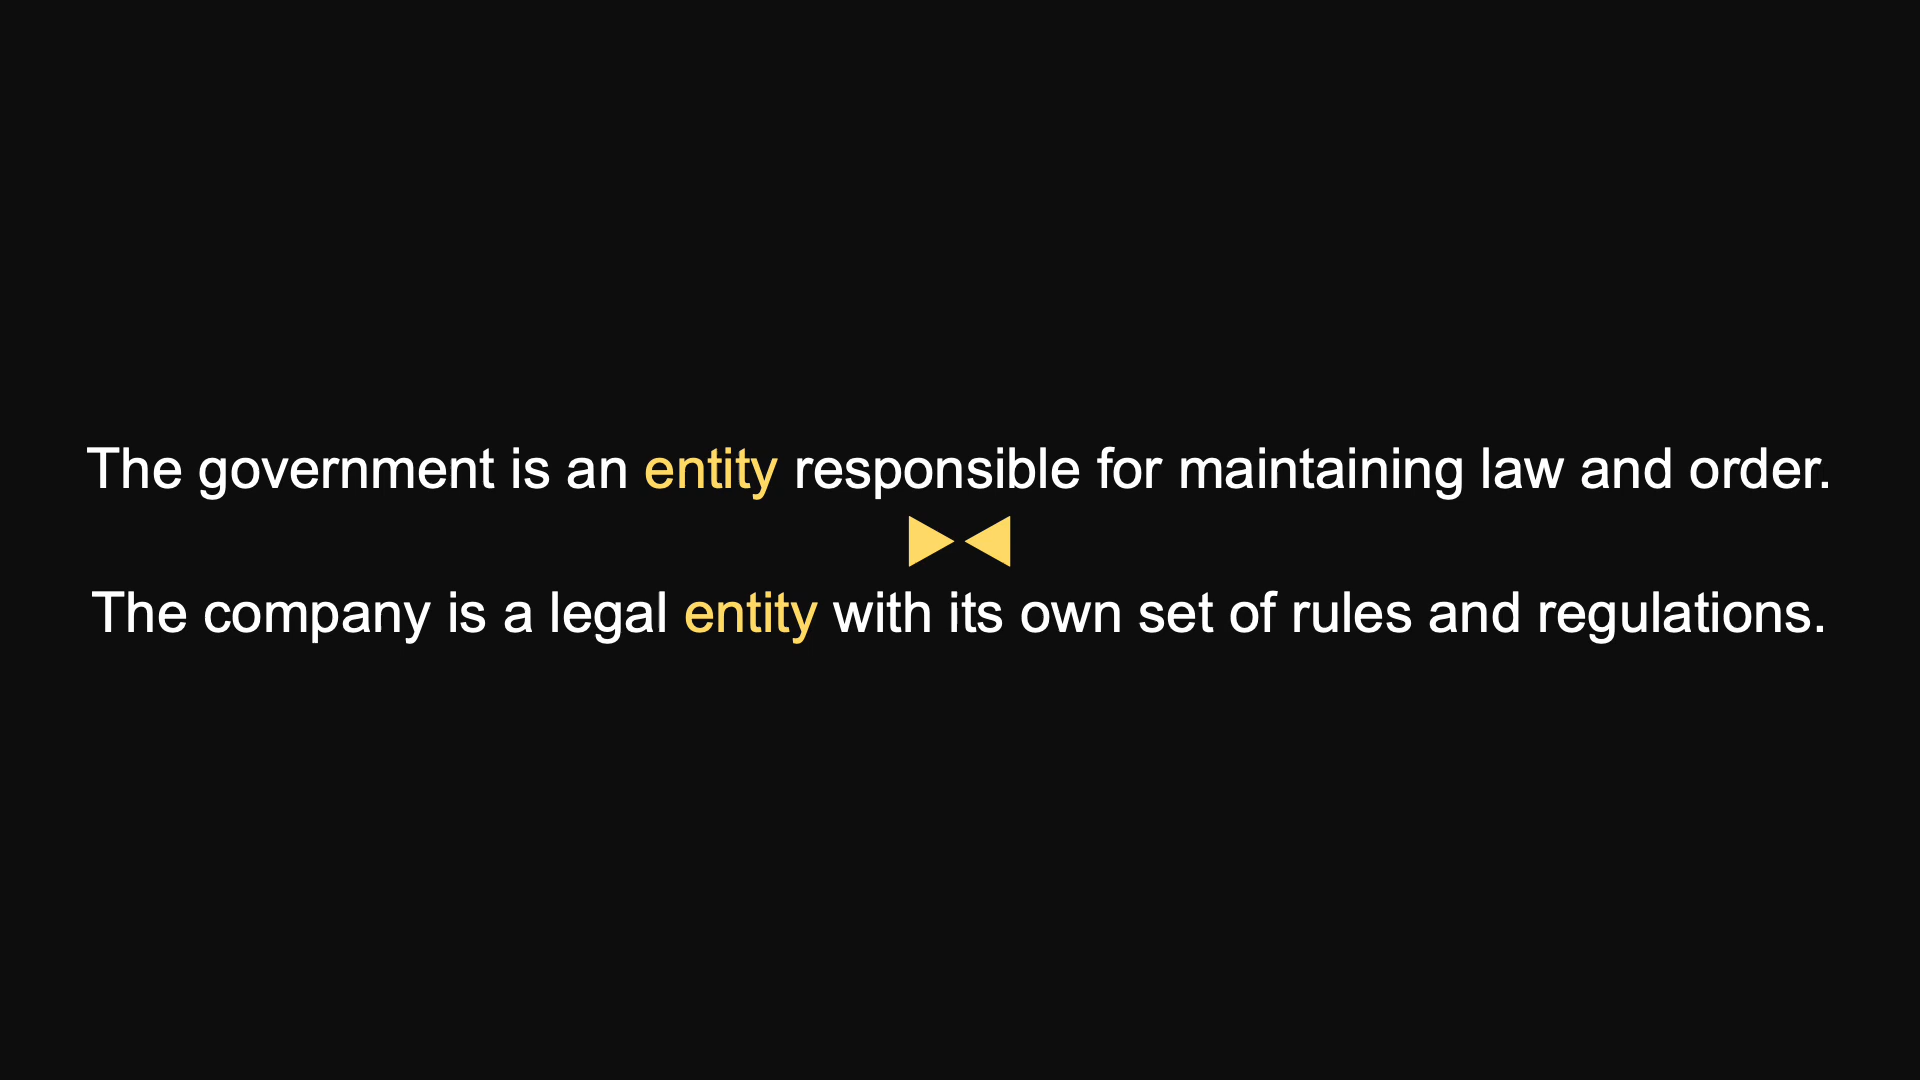 The government is an entity responsible for maintaining law and order.
The company is a legal entity with its own set of rules and regulations.